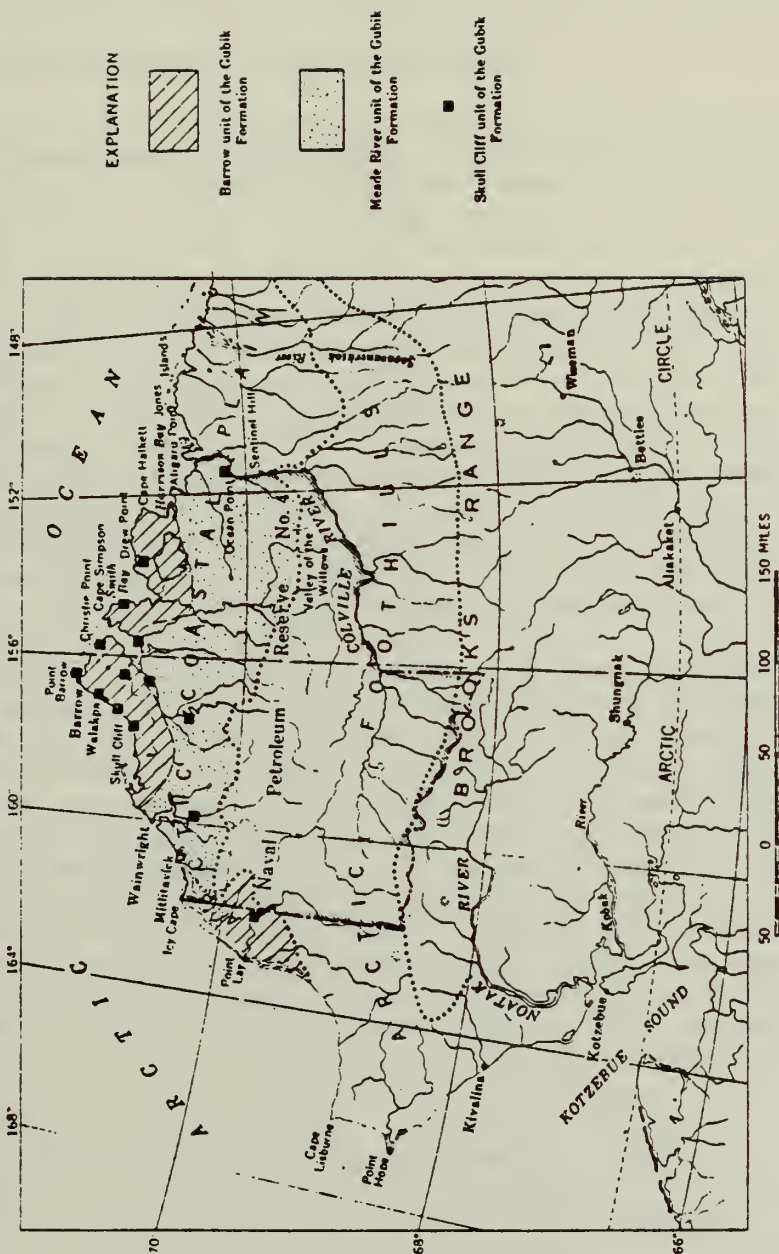 EXPLANATION
Barrow unit of the Gubik
Formation
Meade River unit of the Gubik
Formation
Skull Cliff unit of the Gubik
Formation
168°
164°
160°
156°
152°
148°
70
68°
66°
ARCTIC OCEAN
Point
Barrow
Barrow
Walakpa
Skull Cliff
Christie Point
Cape Simpson
Smith
Bay
Drew Point
Cape Halkett
Harrison Bay
Jones
Islands
Atigaru Point
Wainwright
Mitlitavik
Icy Cape
Point
Lay
Cape
Lisburne
Point
Hope
Kivalina
ARCTIC COASTAL PLA
Ocean Point
Sentinel Hill
Naval
Petroleum
Reserve
No. 4
Valley of the
Willows
COLVILLE
RIVER
ARCTIC FOOTHILLS
River
BROOKS RANGE
NOATAK
RIVER
Kobuk
River
Kotzebue
KOTZEBUE SOUND
Shungnak
Wiseman
Bettles
Allakaket
ARCTIC
CIRCLE
50
0
50
100
150 MILES